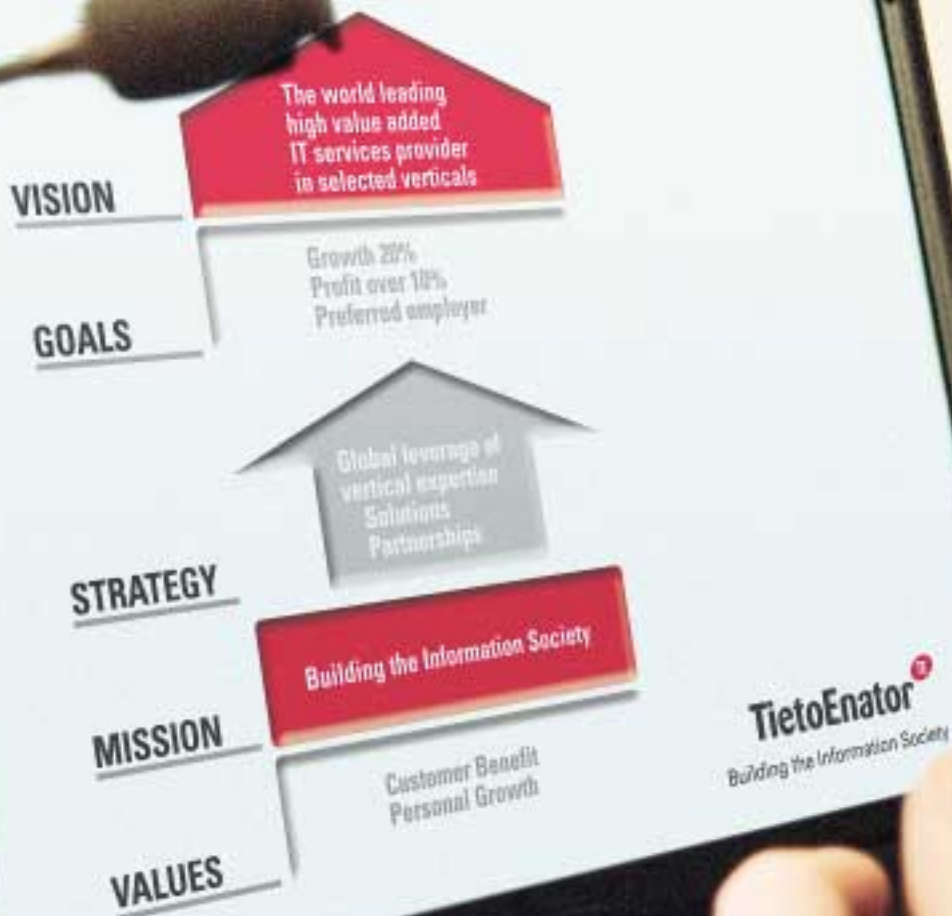 The world leading
high value added
IT services provider
in selected verticals
VISION
Growth 20%
Profit over 10%
Preferred employer
GOALS
Global leverage of
vertical expertise
Solutions
Partnerships
STRATEGY
Building the Information Society
MISSION
Customer Benefit
Personal Growth
VALUES
TietoEnator
Building the Information Society